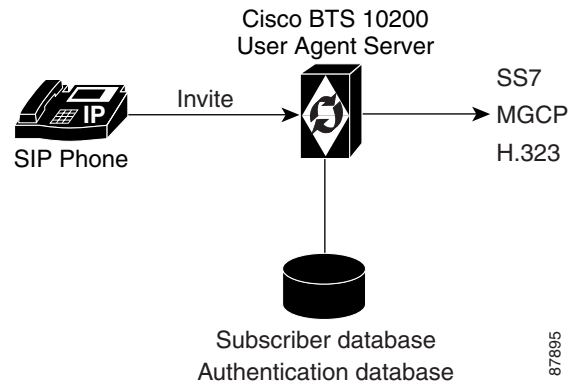 Cisco BTS 10200
User Agent Server
Invite
IP
SIP Phone
SS7
MGCP
H.323
Subscriber database
Authentication database
87895